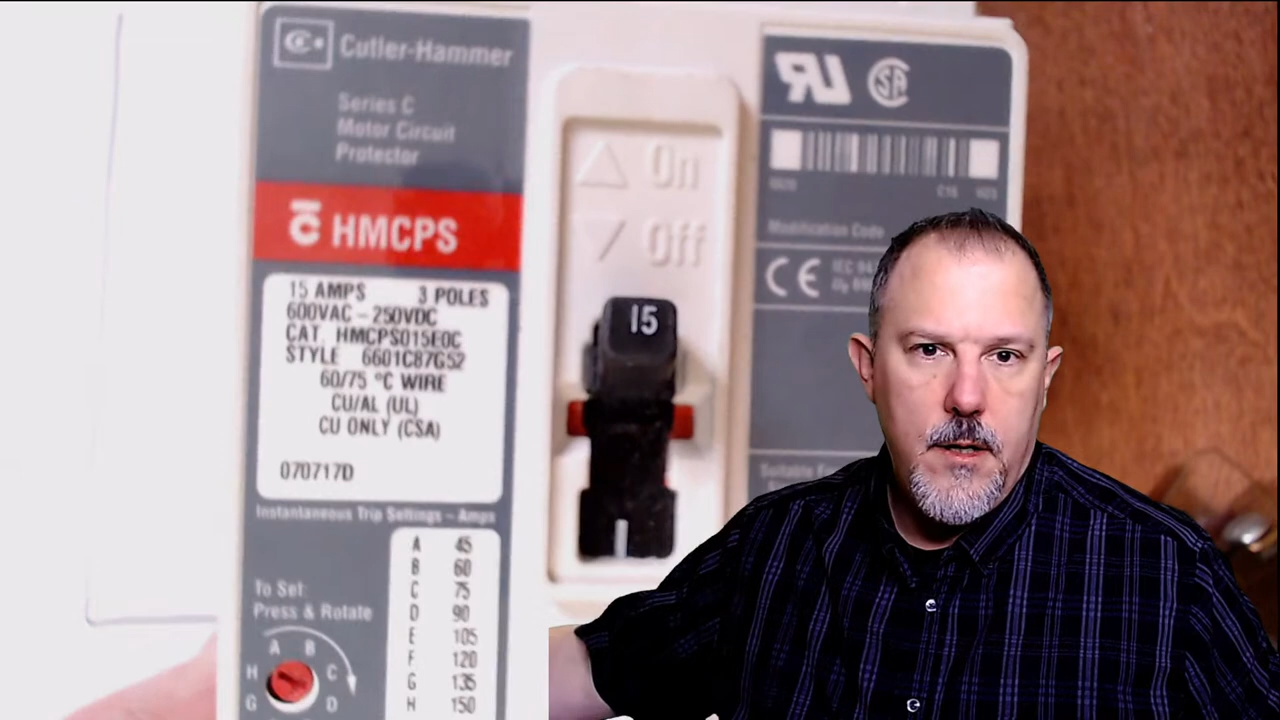 Cutler-Hammer
Series C
Motor Circuit
Protector
HMCPS
15 AMPS 3 POLES
600VAC - 250VDC
CAT. HMCPS015E0C
STYLE 6601C87G52
60/75 °C WIRE
CU/AL (UL)
CU ONLY (CSA)
070717D
Instantaneous Trip Settings - Amps
A 45
B 60
C 75
D 90
E 105
F 120
G 135
H 150
To Set:
Press & Rotate
A B
H C
G D
On
Off
15
Modification Code
CE IEC
Suitable